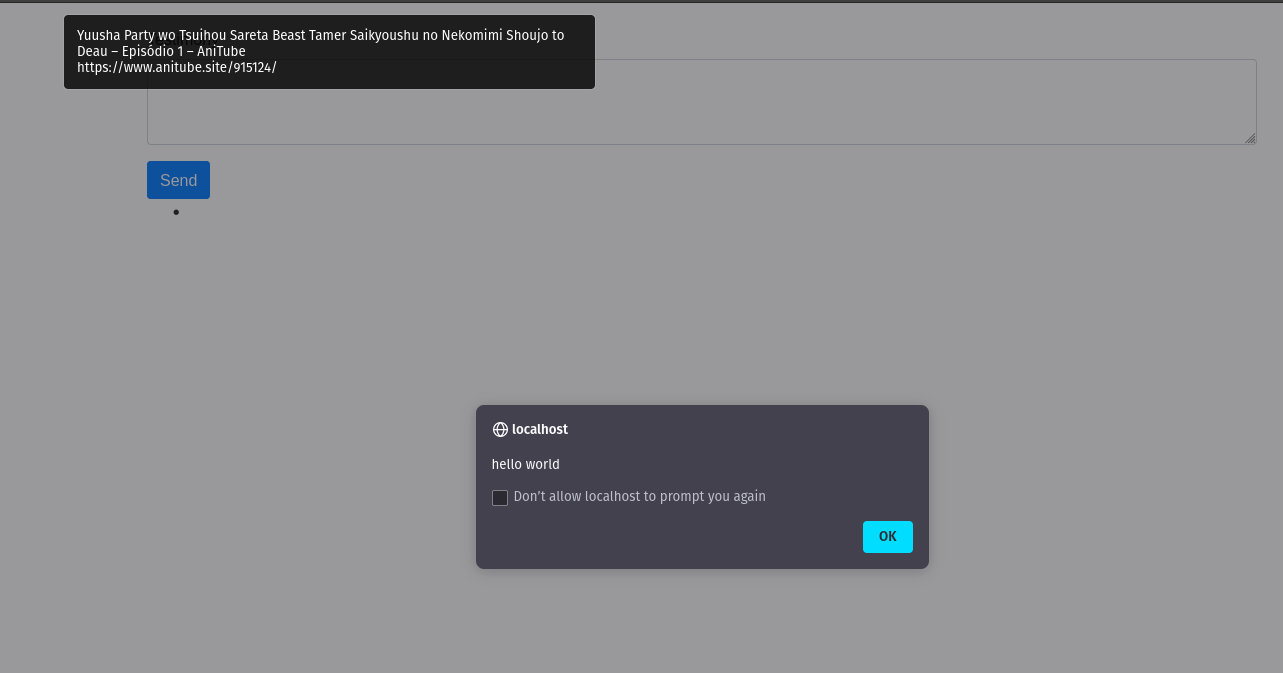 Yuusha Party wo Tsuihou Sareta Beast Tamer Saikyoushu no Nekomimi Shoujo to
Deau – Episódio 1 – AniTube
https://www.anitube.site/915124/
Send
localhost
hello world
Don't allow localhost to prompt you again
OK